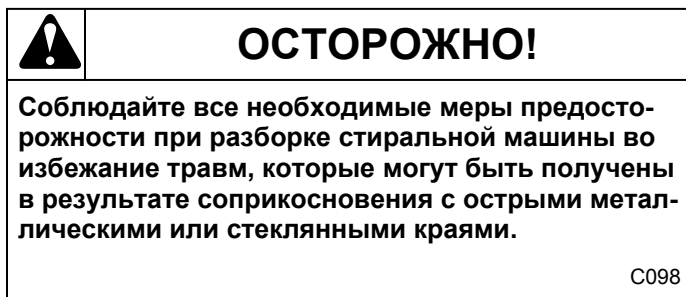 ОСТОРОЖНО!
Соблюдайте все необходимые меры предосто-
рожности при разборке стиральной машины во
избежание травм, которые могут быть получены
в результате соприкосновения с острыми метал-
лическими или стеклянными краями.
C098